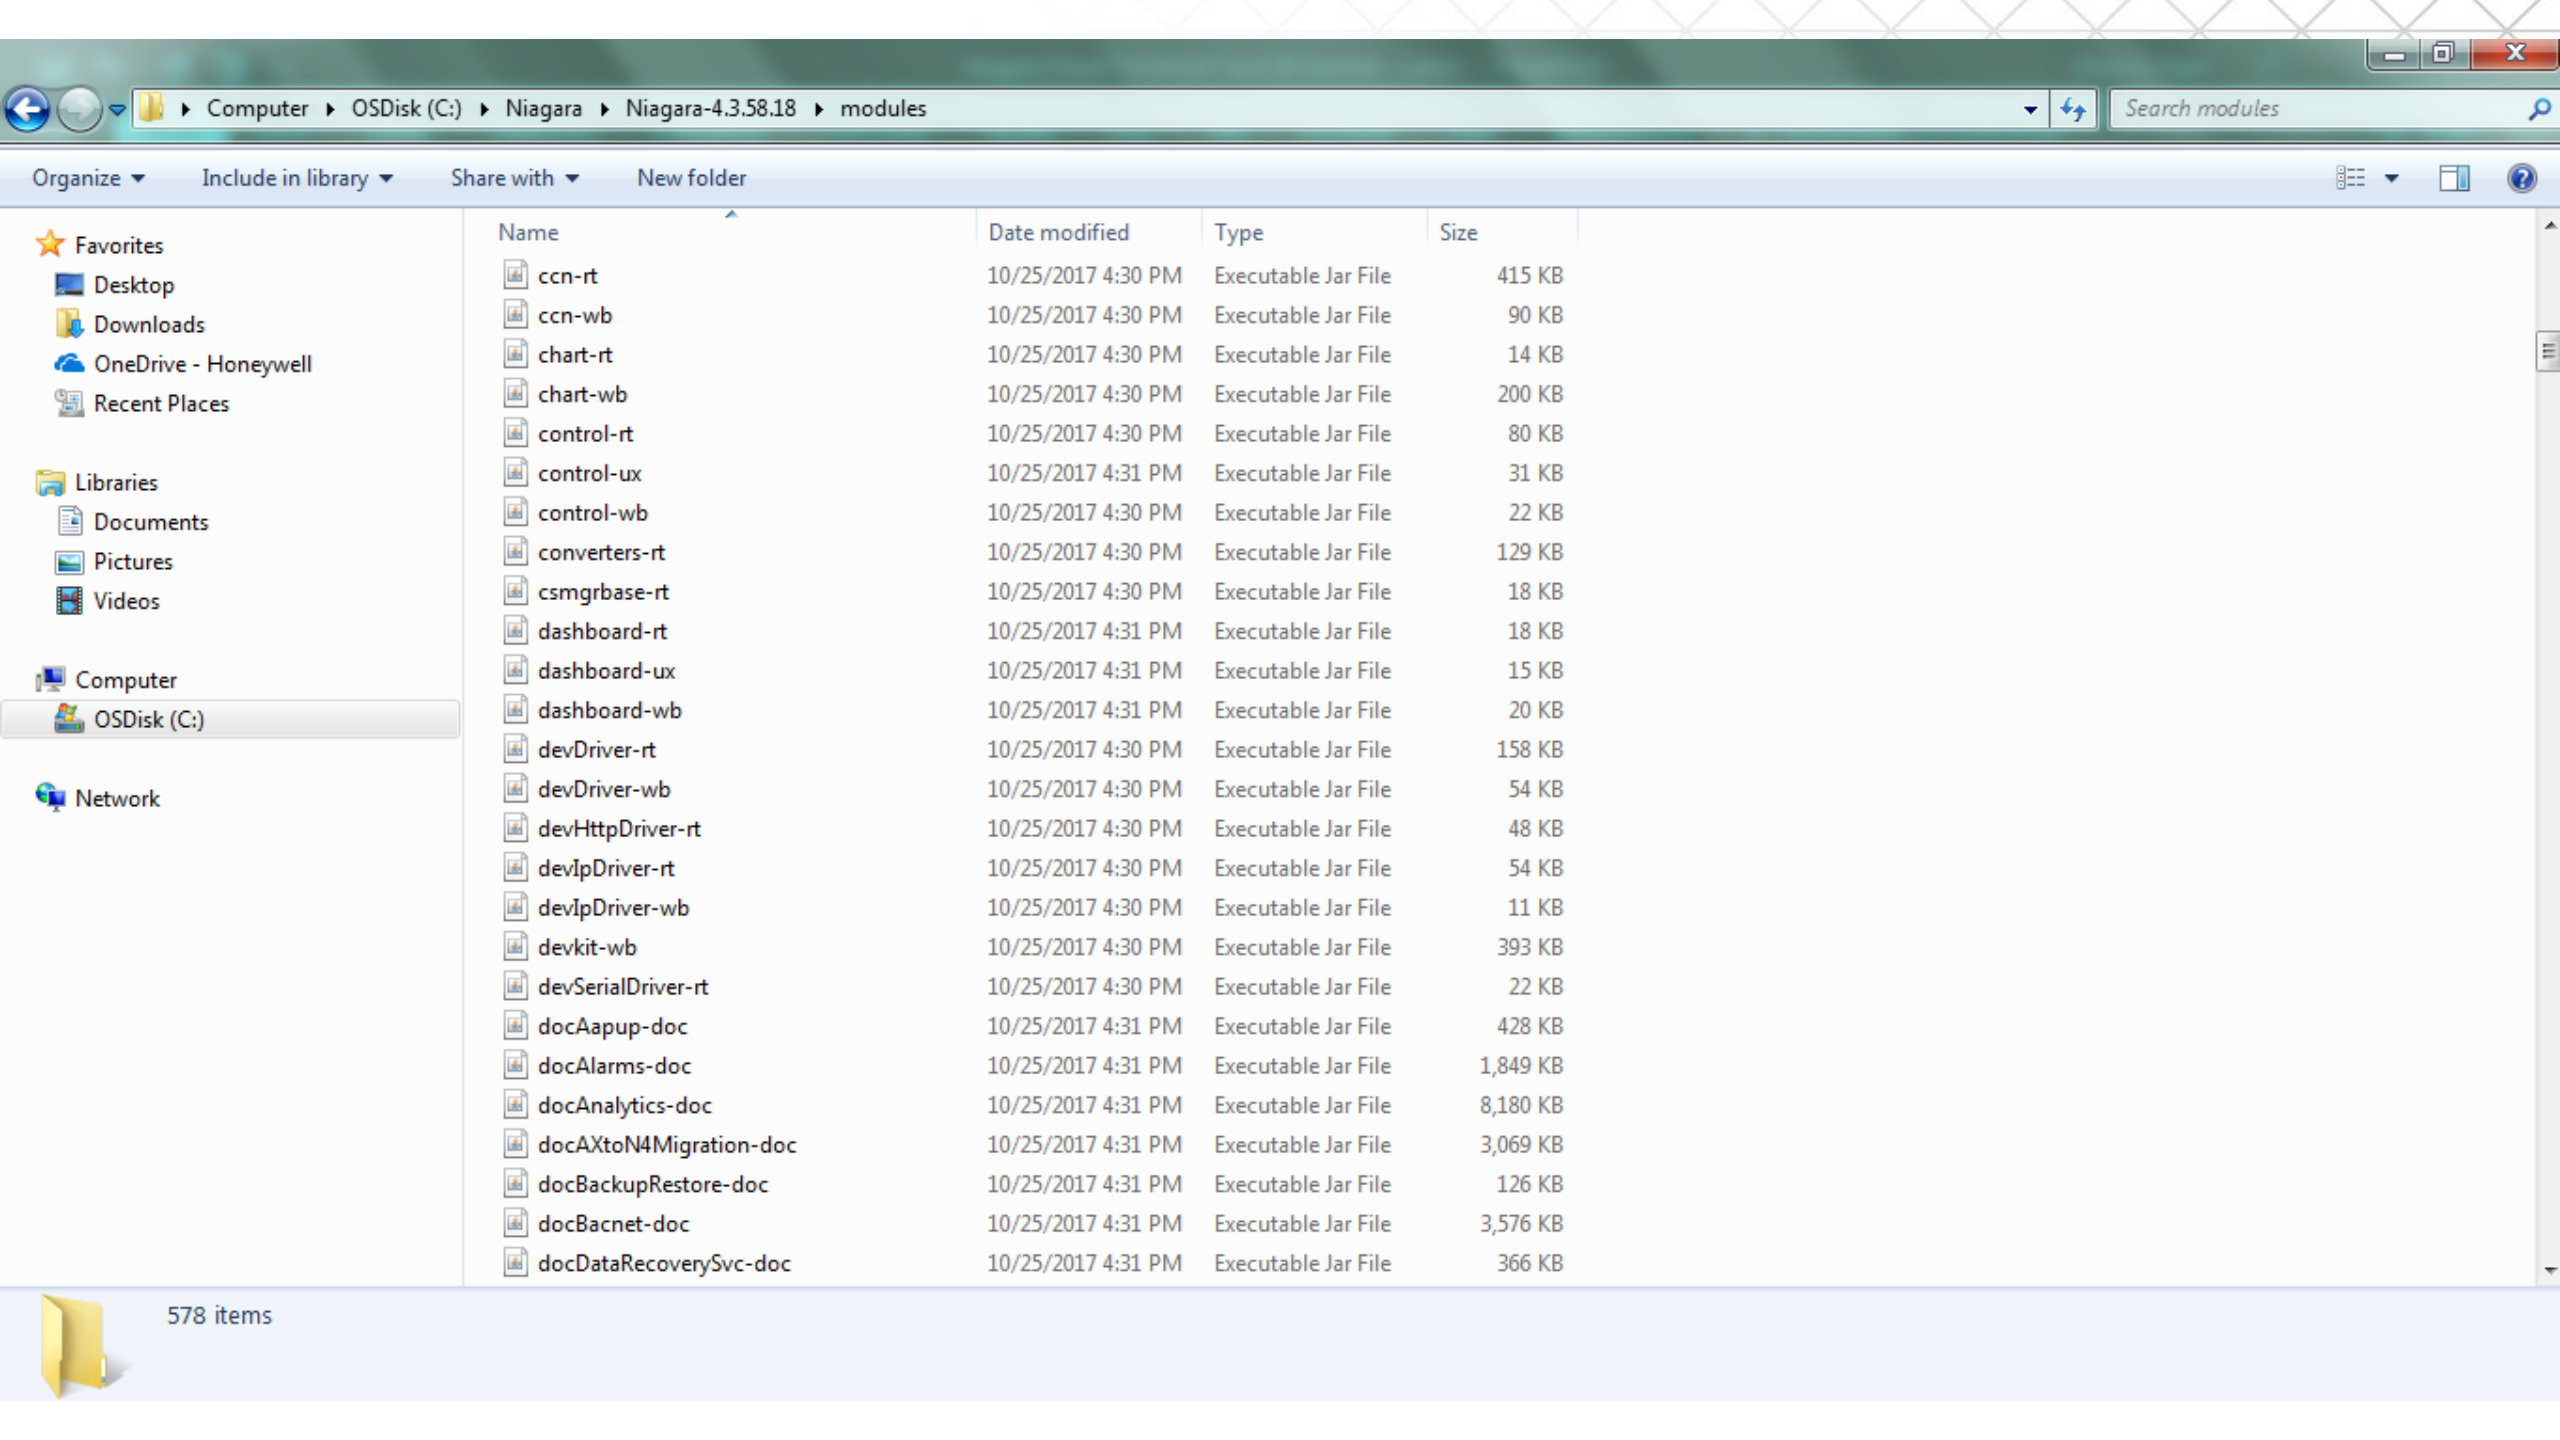 Computer OSDisk (C:) Niagara Niagara-4.3.58.18 modules Search modules
Organize Include in library Share with New folder
Favorites
Desktop
Downloads
OneDrive - Honeywell
Recent Places
Libraries
Documents
Pictures
Videos
Computer
OSDisk (C:)
Network
Name Date modified Type Size
ccn-rt 10/25/2017 4:30 PM Executable Jar File 415 KB
ccn-wb 10/25/2017 4:30 PM Executable Jar File 90 KB
chart-rt 10/25/2017 4:30 PM Executable Jar File 14 KB
chart-wb 10/25/2017 4:30 PM Executable Jar File 200 KB
control-rt 10/25/2017 4:30 PM Executable Jar File 80 KB
control-ux 10/25/2017 4:31 PM Executable Jar File 31 KB
control-wb 10/25/2017 4:30 PM Executable Jar File 22 KB
converters-rt 10/25/2017 4:30 PM Executable Jar File 129 KB
csmgrbase-rt 10/25/2017 4:30 PM Executable Jar File 18 KB
dashboard-rt 10/25/2017 4:31 PM Executable Jar File 18 KB
dashboard-ux 10/25/2017 4:31 PM Executable Jar File 15 KB
dashboard-wb 10/25/2017 4:31 PM Executable Jar File 20 KB
devDriver-rt 10/25/2017 4:30 PM Executable Jar File 158 KB
devDriver-wb 10/25/2017 4:30 PM Executable Jar File 54 KB
devHttpDriver-rt 10/25/2017 4:30 PM Executable Jar File 48 KB
devIpDriver-rt 10/25/2017 4:30 PM Executable Jar File 54 KB
devIpDriver-wb 10/25/2017 4:30 PM Executable Jar File 11 KB
devkit-wb 10/25/2017 4:30 PM Executable Jar File 393 KB
devSerialDriver-rt 10/25/2017 4:30 PM Executable Jar File 22 KB
docAapup-doc 10/25/2017 4:31 PM Executable Jar File 428 KB
docAlarms-doc 10/25/2017 4:31 PM Executable Jar File 1,849 KB
docAnalytics-doc 10/25/2017 4:31 PM Executable Jar File 8,180 KB
docAXtoN4Migration-doc 10/25/2017 4:31 PM Executable Jar File 3,069 KB
docBackupRestore-doc 10/25/2017 4:31 PM Executable Jar File 126 KB
docBacnet-doc 10/25/2017 4:31 PM Executable Jar File 3,576 KB
docDataRecoverySvc-doc 10/25/2017 4:31 PM Executable Jar File 366 KB
578 items